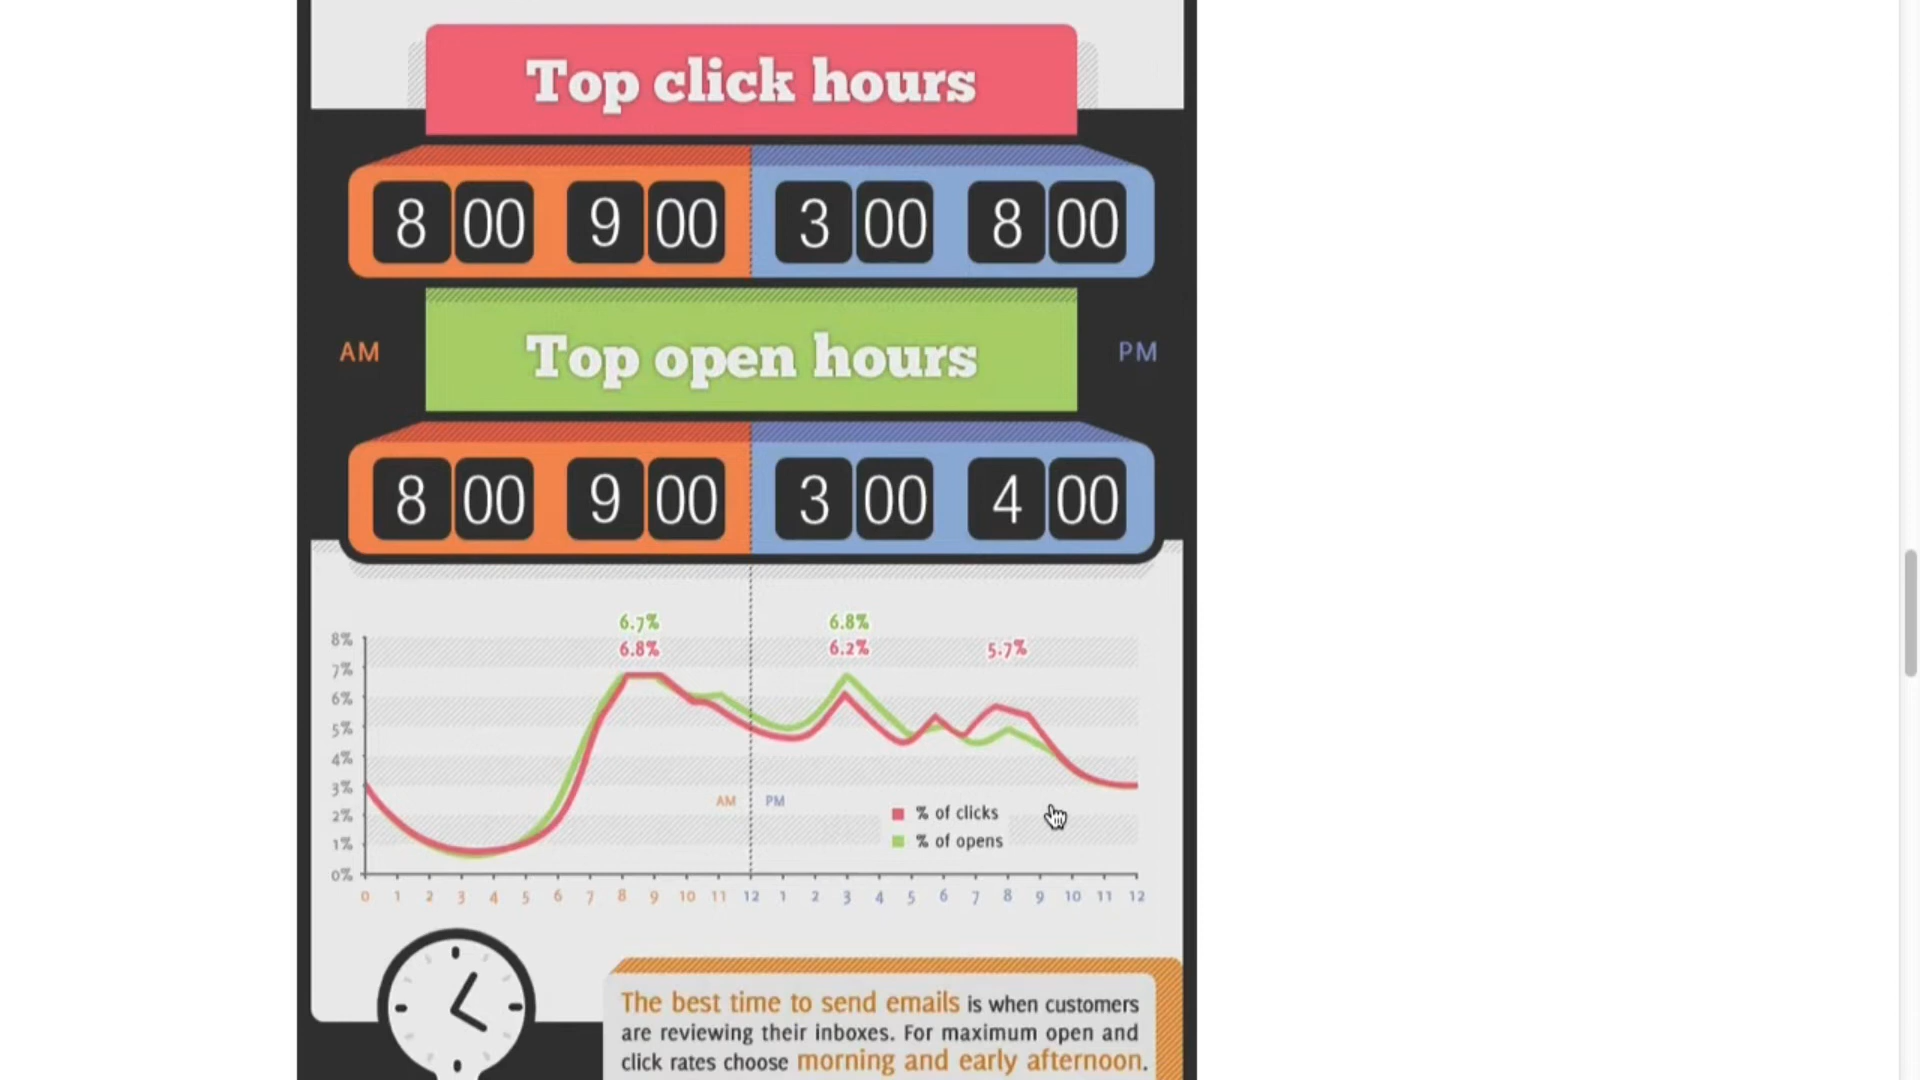 Top click hours
8 00 9 00 3 00 8 00
AM Top open hours PM
8 00 9 00 3 00 4 00
6.7% 6.8%
6.8% 6.2% 5.7%
8%
7%
6%
5%
4%
3%
2%
1%
0%
AM PM
% of clicks
% of opens
0 1 2 3 4 5 6 7 8 9 10 11 12 1 2 3 4 5 6 7 8 9 10 11 12
The best time to send emails is when customers
are reviewing their inboxes. For maximum open and
click rates choose morning and early afternoon.